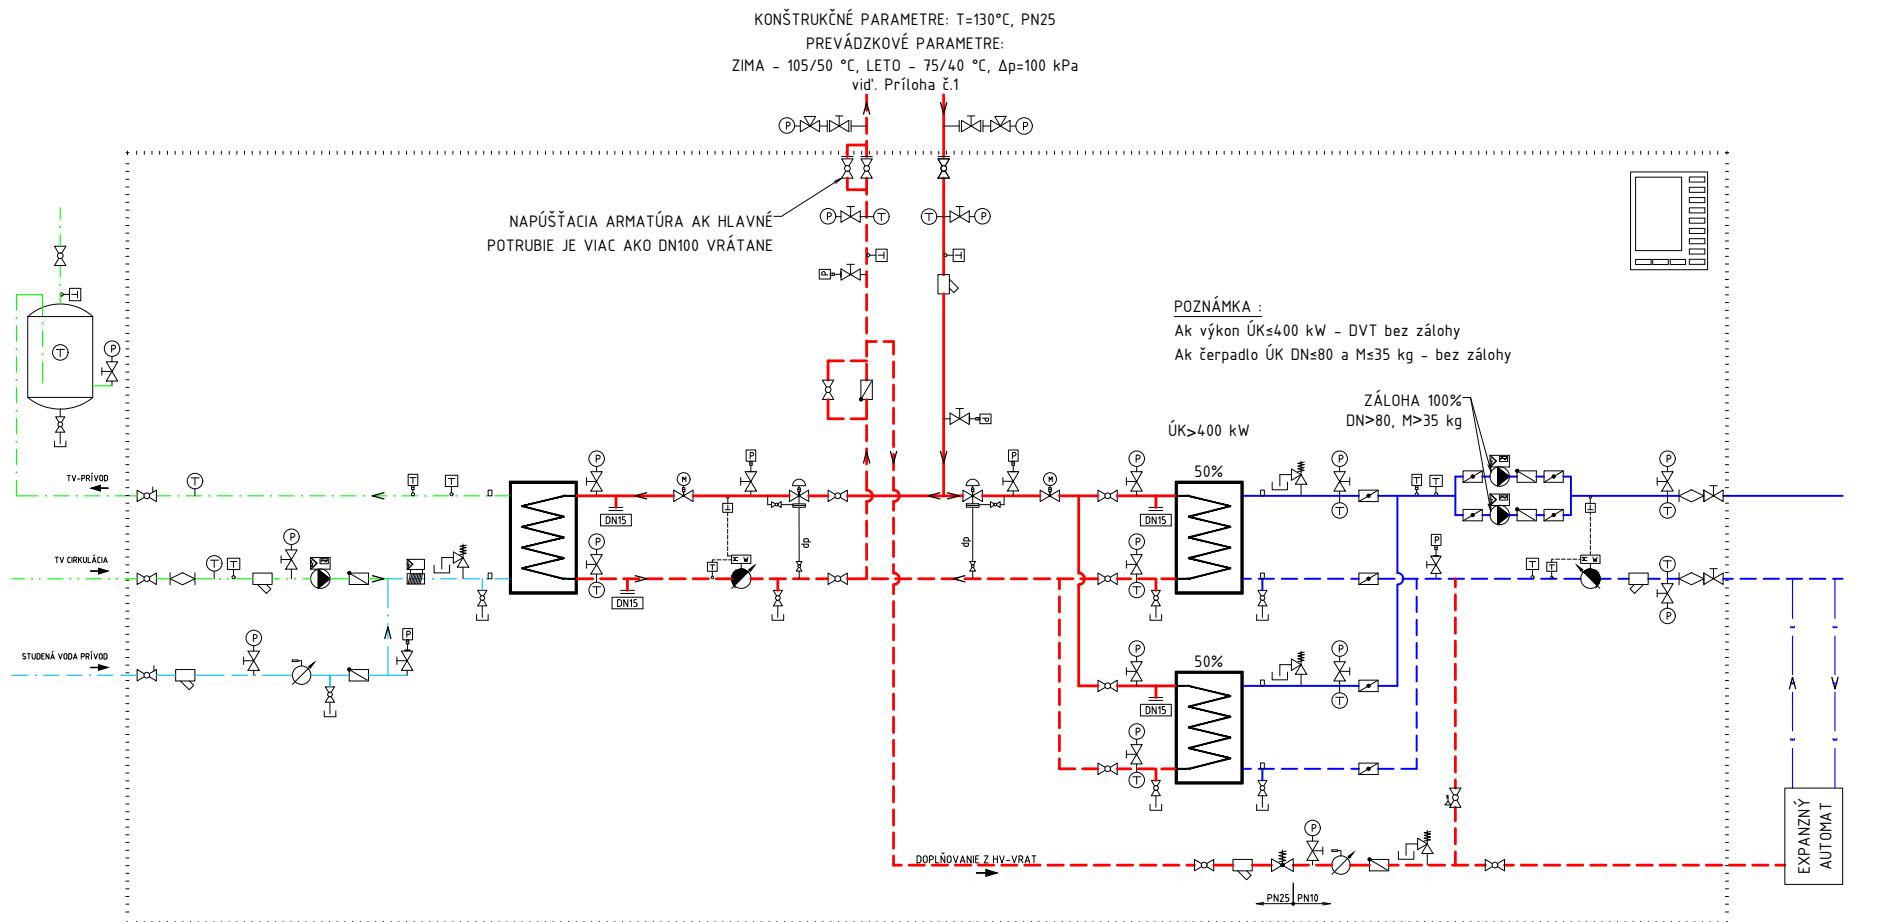 KONŠTRUKČNÉ PARAMETRE: T=130°C, PN25
PREVÁDZKOVÉ PARAMETRE:
ZIMA - 105/50 °C, LETO - 75/40 °C, Δp=100 kPa
viď. Príloha č.1
P
P
NAPÚŠŤACIA ARMATÚRA AK HLAVNÉ
POTRUBIE JE VIAC AKO DN100 VRÁTANE
P
T
T
P
T
T
P
T
T
P
POZNÁMKA :
Ak výkon ÚK≤400 kW - DVT bez zálohy
Ak čerpadlo ÚK DN≤80 a M≤35 kg - bez zálohy
ZÁLOHA 100%
DN>80, M>35 kg
ÚK>400 kW
P
TV-PRÍVOD
T
T
T
P
M
P
P
M
P
50%
P
T
T
T
P
T
DN15
DN15
dp
dp
TV CIRKULÁCIA
T
T
P
P
T
DN15
T
P
P
T
T
T
T
P
STUDENÁ VODA PRÍVOD
P
P
P
50%
P
T
DN15
P
T
DOPLŇOVANIE Z HV-VRAT
P
PN25
PN10
EXPANZNÝ
AUTOMAT